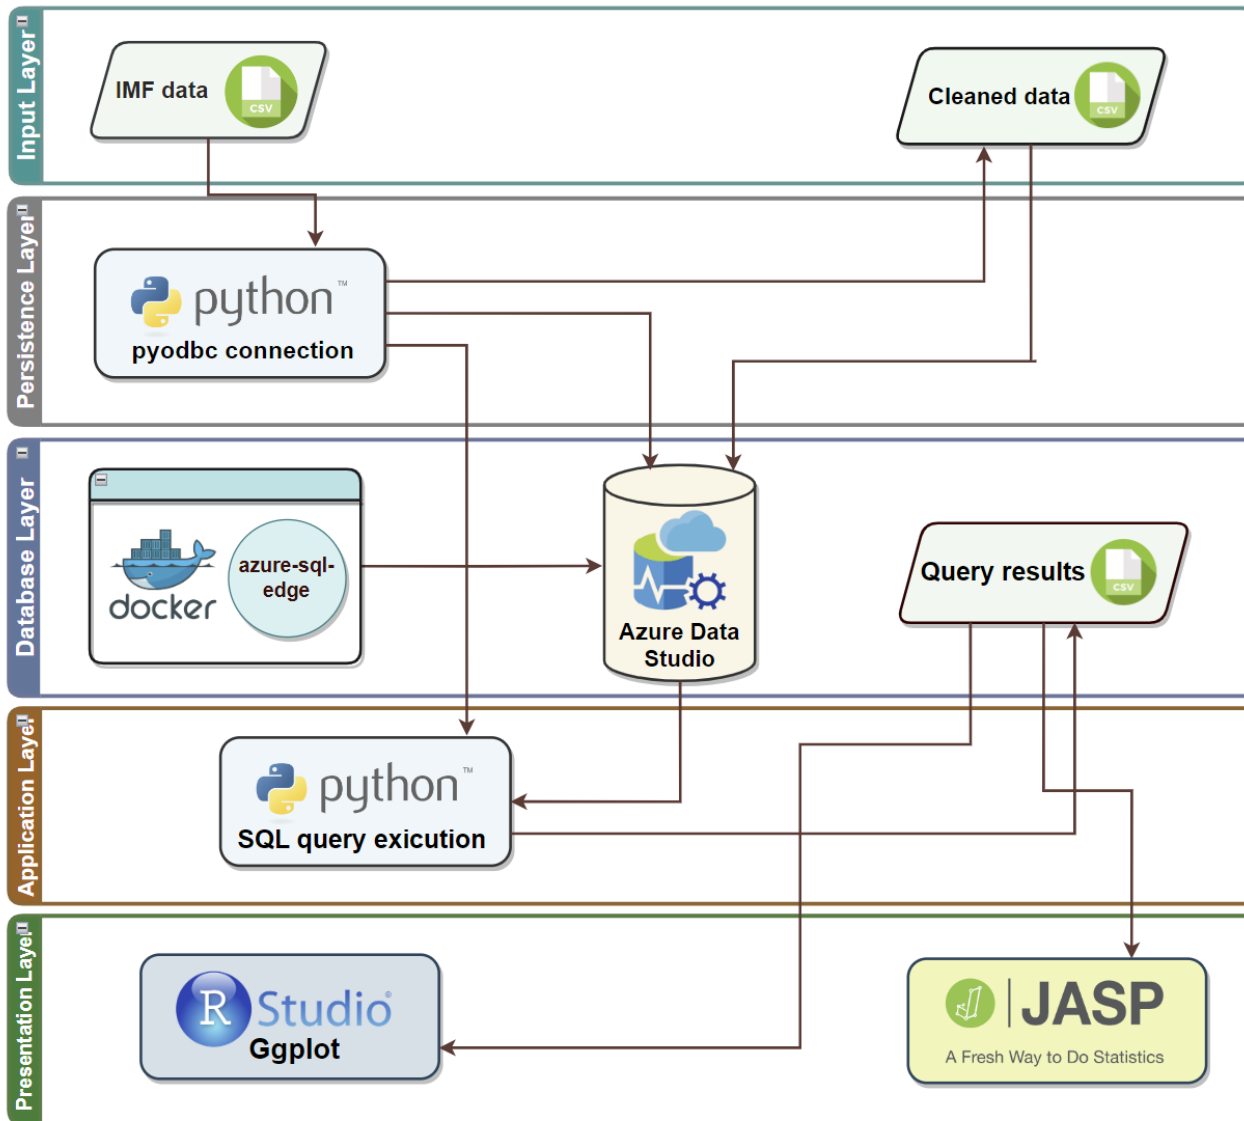 Input Layer
IMF data
CSV
Cleaned data
CSV
Persistence Layer
python™
pyodbc connection
Database Layer
docker
azure-sql-
edge
Azure Data
Studio
Query results
CSV
Application Layer
python™
SQL query exicution
Presentation Layer
R Studio®
Ggplot
JASP
A Fresh Way to Do Statistics